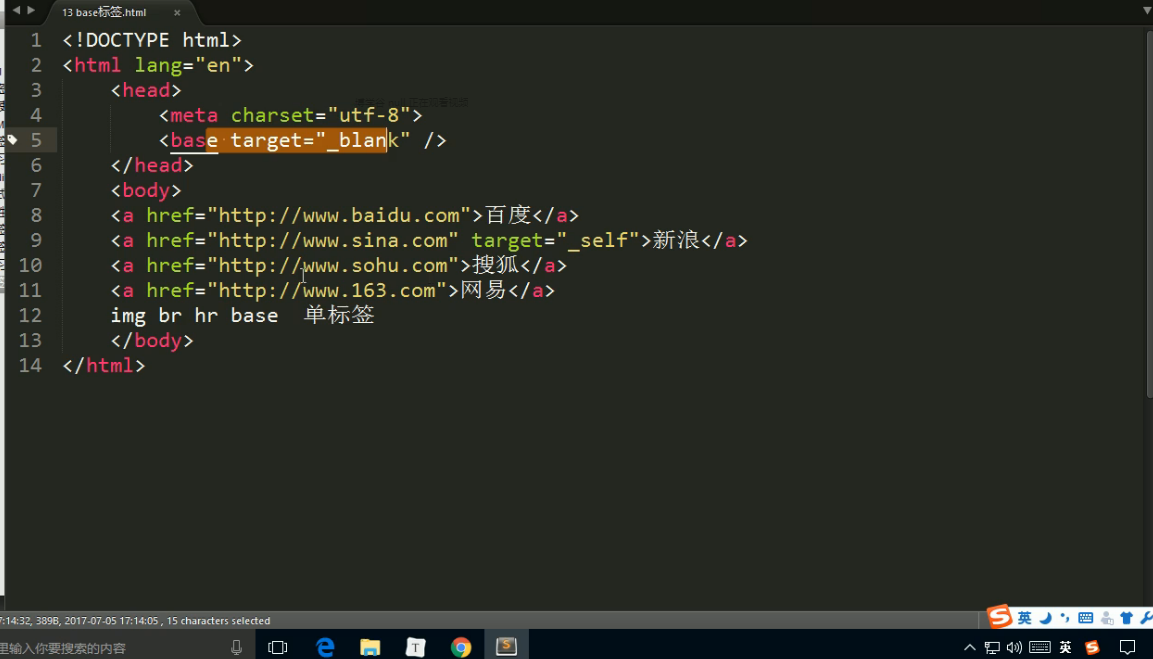 13 base标签.html
1 <!DOCTYPE html>
2 <html lang="en">
3 <head>
4 <meta charset="utf-8">
5 <base target="_blank" />
6 </head>
7 <body>
8 <a href="http://www.baidu.com">百度</a>
9 <a href="http://www.sina.com" target="_self">新浪</a>
10 <a href="http://www.sohu.com">搜狐</a>
11 <a href="http://www.163.com">网易</a>
12 img br hr base 单标签
13 </body>
14 </html>
:14:32, 389B, 2017-07-05 17:14:05 , 15 characters selected
英
里输入你要搜索的内容
T
英